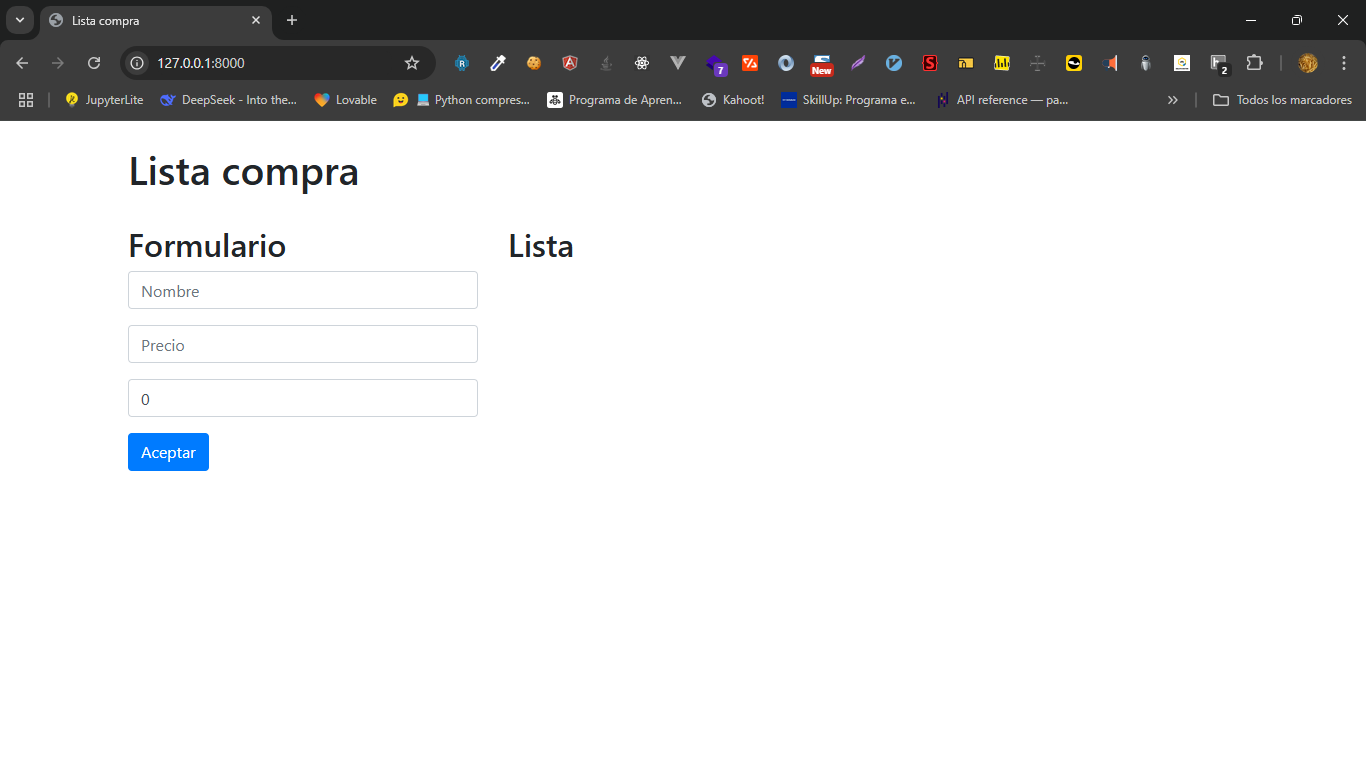 Lista compra
127.0.0.1:8000
7
New
2
JupyterLite
DeepSeek - Into the...
Lovable
Python compres...
Programa de Apren...
Kahoot!
SkillUp: Programa e...
API reference — pa...
»
Todos los marcadores
Lista compra
Formulario
Lista
Nombre
Precio
0
Aceptar